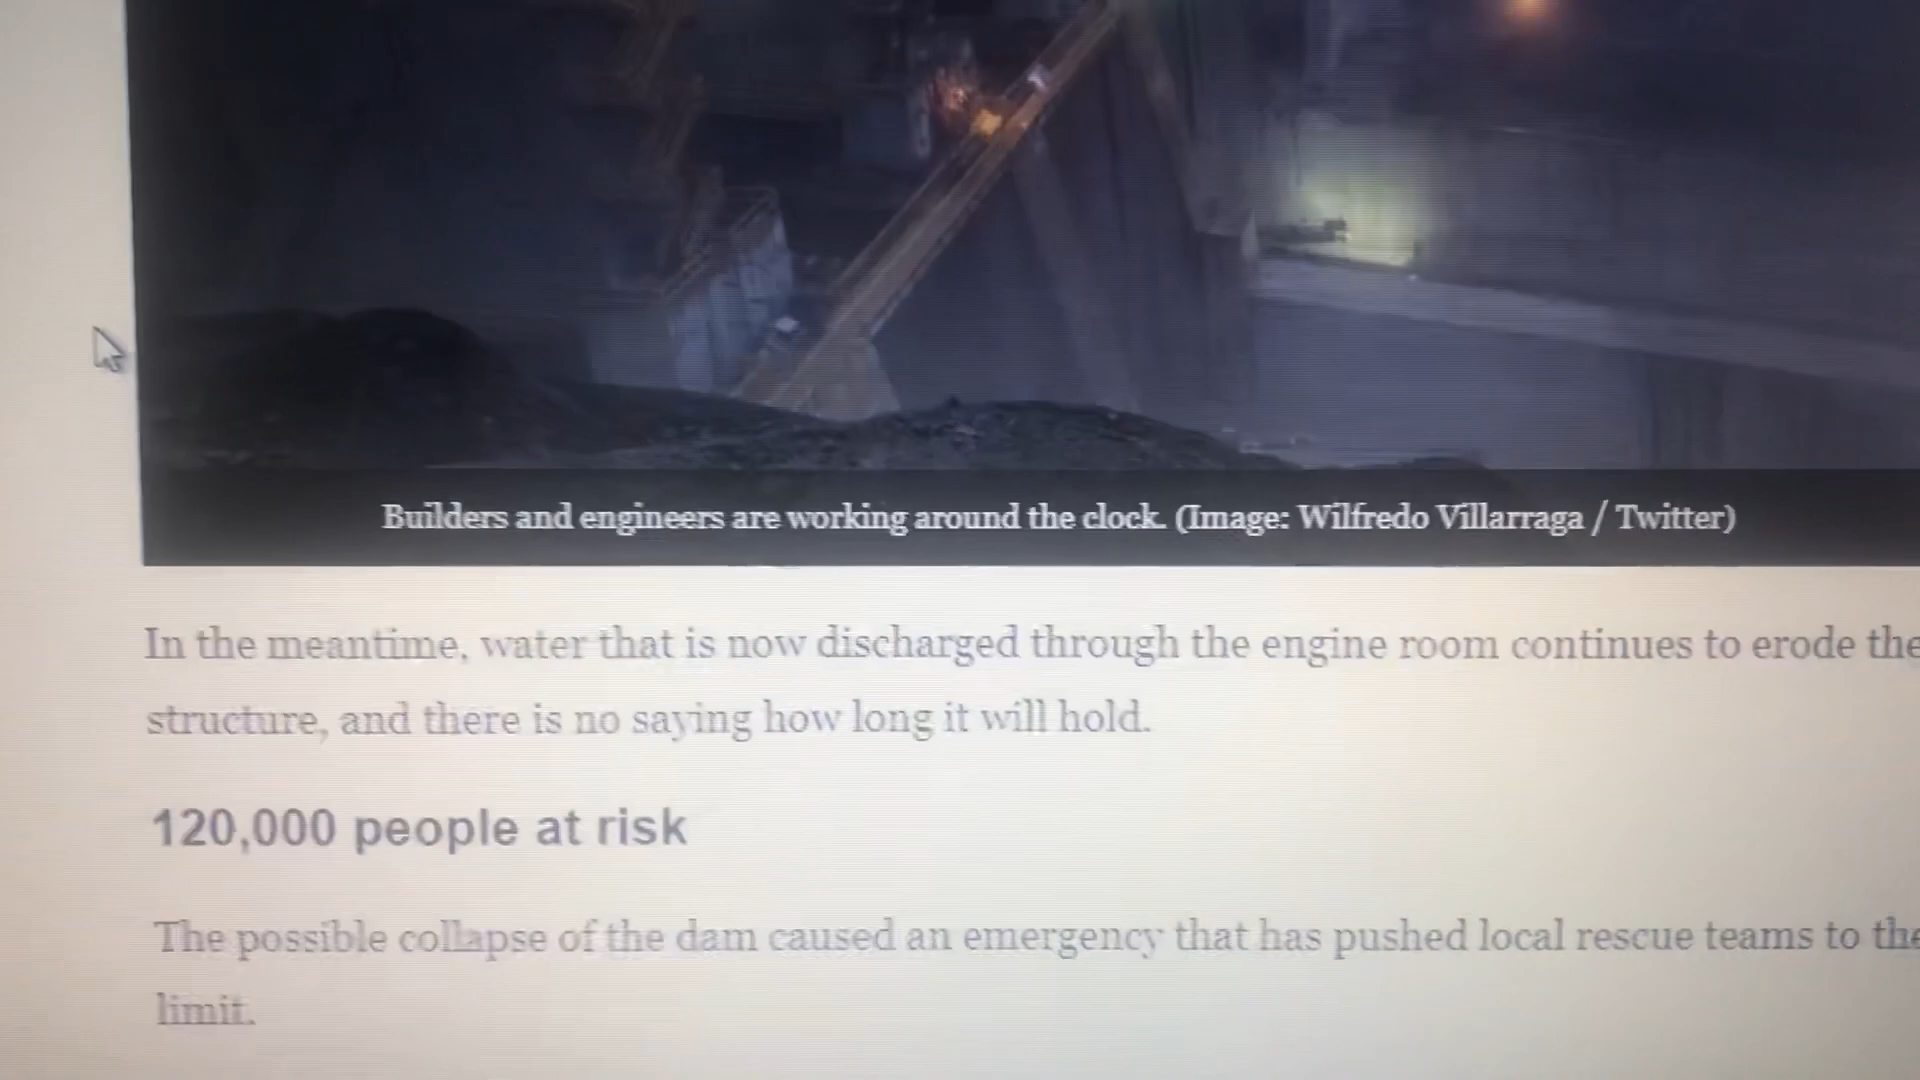 Builders and engineers are working around the clock. (Image: Wilfredo Villarraga / Twitter)
In the meantime, water that is now discharged through the engine room continues to erode the
structure, and there is no saying how long it will hold.
120,000 people at risk
The possible collapse of the dam caused an emergency that has pushed local rescue teams to the
limit.